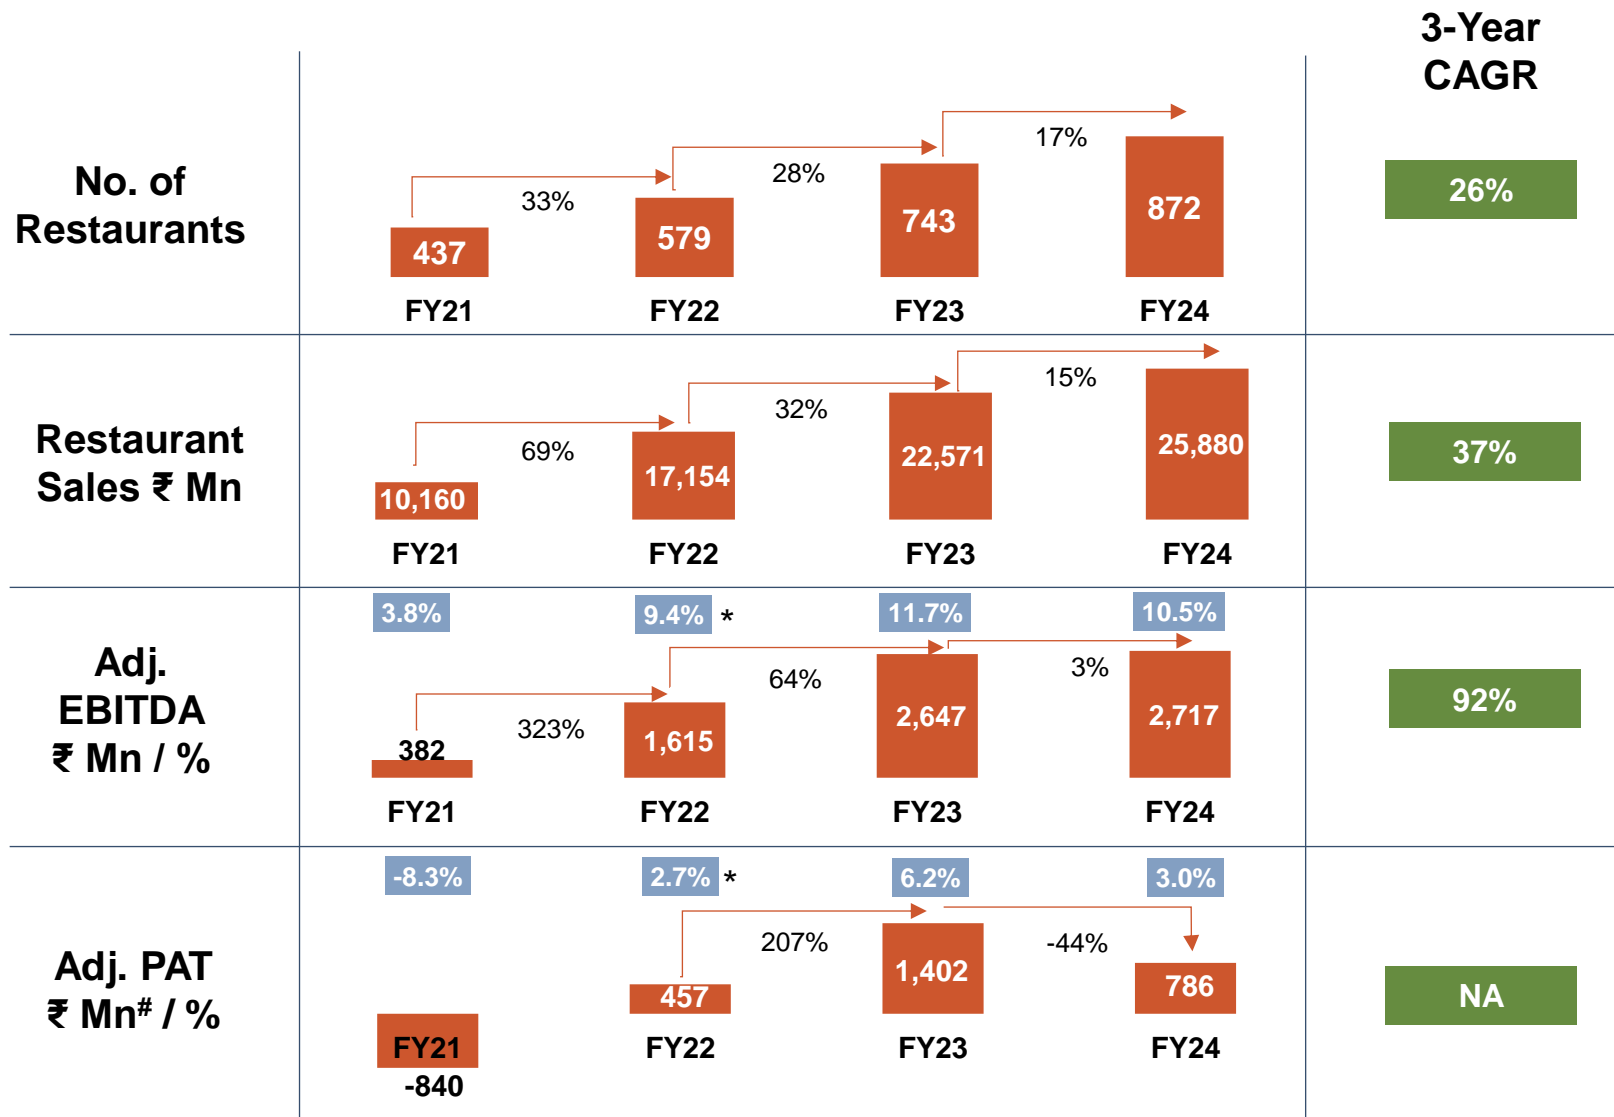 3-Year
CAGR
No. of
Restaurants
33%
28%
17%
437
579
743
872
FY21
FY22
FY23
FY24
26%
Restaurant
Sales ₹ Mn
69%
32%
15%
10,160
17,154
22,571
25,880
FY21
FY22
FY23
FY24
37%
Adj.
EBITDA
₹ Mn / %
3.8%
9.4% *
11.7%
10.5%
323%
64%
3%
382
1,615
2,647
2,717
FY21
FY22
FY23
FY24
92%
Adj. PAT
₹ Mn# / %
-8.3%
2.7% *
6.2%
3.0%
207%
-44%
457
1,402
786
FY21
FY22
FY23
FY24
-840
NA